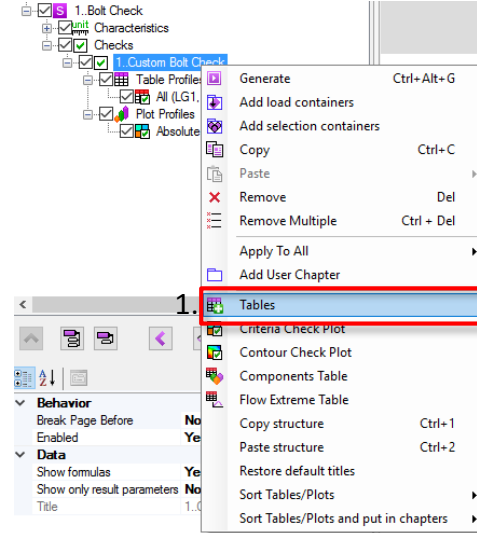 1..Bolt Check
unit Characteristics
Checks
1..Custom Bolt Check
Table Profiles
All (LG1,
Plot Profiles
Absolute
Generate Ctrl+Alt+G
Add load containers
Add selection containers
Copy Ctrl+C
Paste
Remove Del
Remove Multiple Ctrl + Del
Apply To All
Add User Chapter
1. Tables
Criteria Check Plot
Contour Check Plot
Components Table
Flow Extreme Table
Copy structure Ctrl+1
Paste structure Ctrl+2
Restore default titles
Sort Tables/Plots
Sort Tables/Plots and put in chapters
Behavior
Break Page Before No
Enabled Ye
Data
Show formulas Ye
Show only result parameters No
Title 1..C